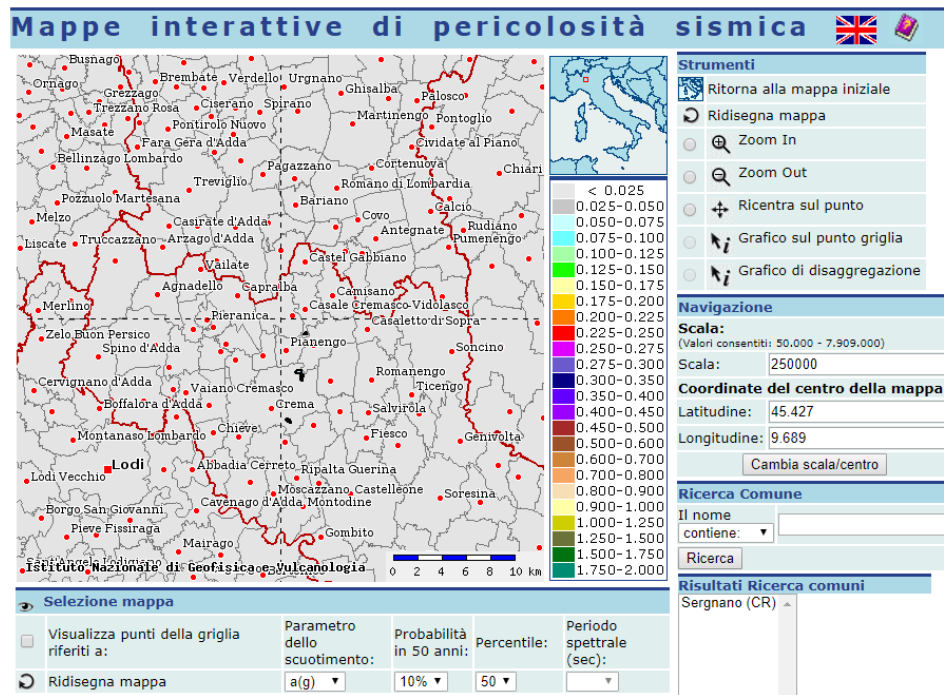 Mappe interattive di pericolosità sismica
Busnago
Ornago
Brembate
Verdello
Urgnano
Ghisalba
Grezzago
Palosco
Trezzano Rosa
Ciserano
Spirano
Martinengo
Pontoglio
Masate
Pontirolo Nuovo
Fara Gera d'Adda
Cividate al Piano
Bellinzago Lombardo
Pagazzano
Cortenuova
Chiari
Treviglio
Romano di Lombardia
Pozzuolo Martesana
Bariano
Calcio
Melzo
Casirate d'Adda
Covo
Rudiano
Antegnate
Liscate
Truccazzano
Arzago d'Adda
Pumenengo
Vailate
Castel Gabbiano
Agnadello
Capralba
Camisano
Merlino
Casale Cremasco-Vidolasco
Pieranica
Casaletto di Sopra
Zelo Buon Persico
Pianengo
Spino d'Adda
Soncino
Romanengo
Cervignano d'Adda
Vaiano Cremasco
Ticengo
Boffalora d'Adda
Crema
Salvirola
Chieve
Montanaso Lombardo
Fiesco
Genivolta
Lodi
Abbadia Cerreto
Ripalta Guerina
Lodi Vecchio
Moscazzano
Castelleone
Soresina
Cavenago d'Adda
Montodine
Borgo San Giovanni
Pieve Fissiraga
Gombito
Mairago
Istituto Nazionale di Geofisica e Vulcanologia
0 2 4 6 8 10 km
< 0.025
0.025-0.050
0.050-0.075
0.075-0.100
0.100-0.125
0.125-0.150
0.150-0.175
0.175-0.200
0.200-0.225
0.225-0.250
0.250-0.275
0.275-0.300
0.300-0.350
0.350-0.400
0.400-0.450
0.450-0.500
0.500-0.600
0.600-0.700
0.700-0.800
0.800-0.900
0.900-1.000
1.000-1.250
1.250-1.500
1.500-1.750
1.750-2.000
Strumenti
Ritorna alla mappa iniziale
Ridisegna mappa
Zoom In
Zoom Out
Ricentra sul punto
Grafico sul punto griglia
Grafico di disaggregazione
Navigazione
Scala:
(Valori consentiti: 50.000 - 7.909.000)
Scala: 250000
Coordinate del centro della mappa
Latitudine: 45.427
Longitudine: 9.689
Cambia scala/centro
Ricerca Comune
Il nome
contiene:
Ricerca
Risultati Ricerca comuni
Sergnano (CR)
Selezione mappa
Visualizza punti della griglia
riferiti a:
Parametro
dello
scuotimento:
Probabilità
in 50 anni:
Percentile:
Periodo
spettrale
(sec):
Ridisegna mappa
a(g)
10%
50